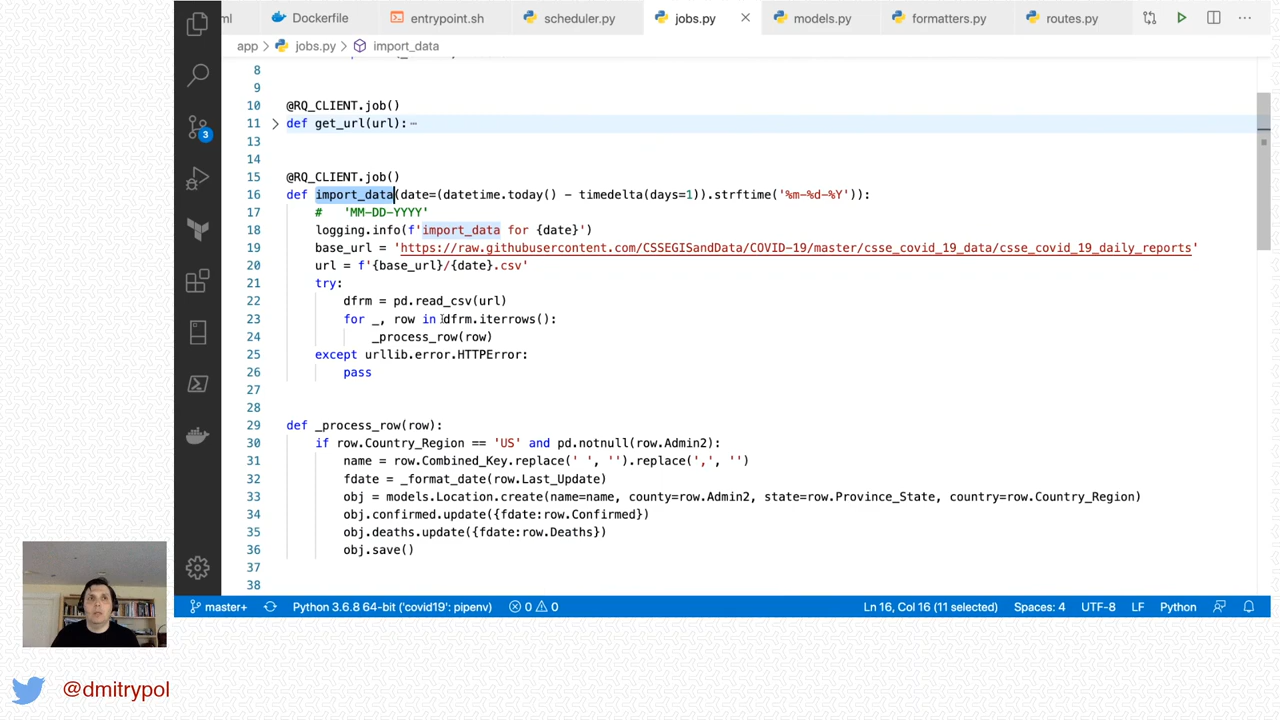 ml Dockerfile entrypoint.sh scheduler.py jobs.py models.py formatters.py routes.py
app > jobs.py > import_data
8
9
10 @RQ_CLIENT.job()
11 def get_url(url): ⋯
13
14
15 @RQ_CLIENT.job()
16 def import_data(date=(datetime.today() - timedelta(days=1)).strftime('%m-%d-%Y')):
17 # 'MM-DD-YYYY'
18 logging.info(f'import_data for {date}')
19 base_url = 'https://raw.githubusercontent.com/CSSEGISandData/COVID-19/master/csse_covid_19_data/csse_covid_19_daily_reports'
20 url = f'{base_url}/{date}.csv'
21 try:
22 dfrm = pd.read_csv(url)
23 for _, row in dfrm.iterrows():
24 _process_row(row)
25 except urllib.error.HTTPError:
26 pass
27
28
29 def _process_row(row):
30 if row.Country_Region == 'US' and pd.notnull(row.Admin2):
31 name = row.Combined_Key.replace(' ', '').replace(',', '')
32 fdate = _format_date(row.Last_Update)
33 obj = models.Location.create(name=name, county=row.Admin2, state=row.Province_State, country=row.Country_Region)
34 obj.confirmed.update({fdate:row.Confirmed})
35 obj.deaths.update({fdate:row.Deaths})
36 obj.save()
37
38
3
master+ Python 3.6.8 64-bit ('covid19': pipenv) 0 0 Ln 16, Col 16 (11 selected) Spaces: 4 UTF-8 LF Python
@dmitrypol